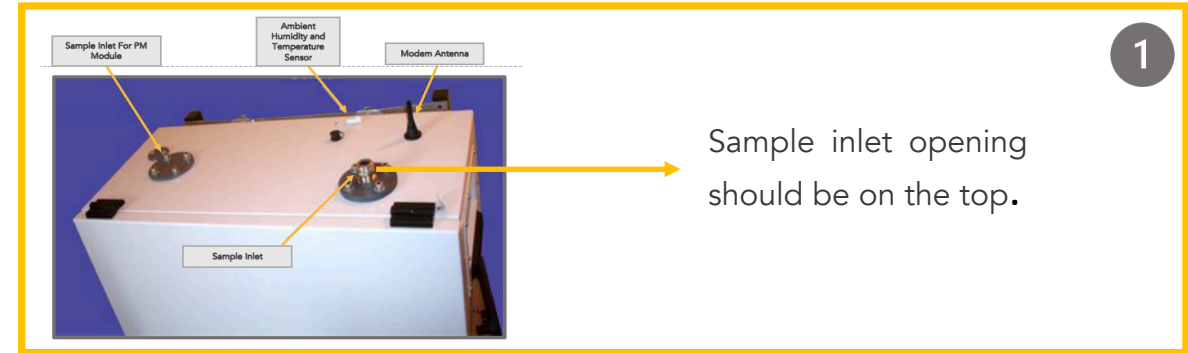 Ambient
Humidity and
Temperature
Sensor
Sample Inlet For PM
Module
Modem Antenna
1
Sample inlet opening
should be on the top.
Sample Inlet